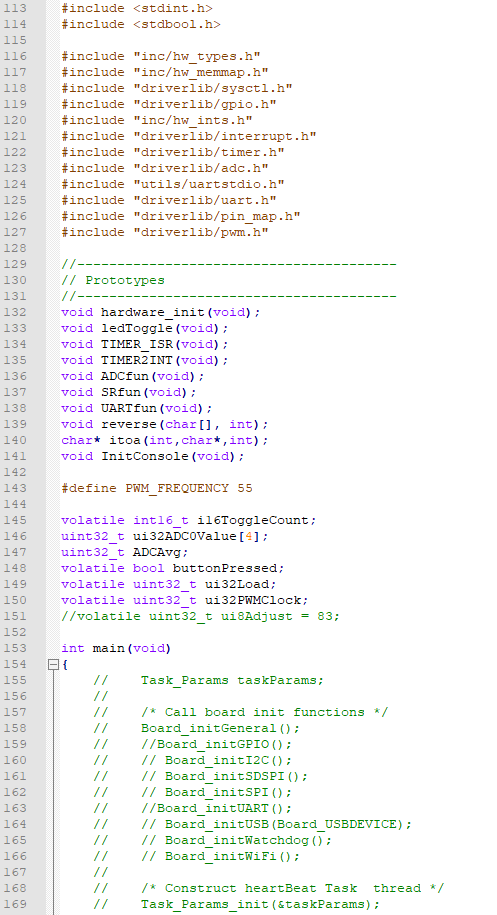 113 #include <stdint.h>
114 #include <stdbool.h>
115
116 #include "inc/hw_types.h"
117 #include "inc/hw_memmap.h"
118 #include "driverlib/sysctl.h"
119 #include "driverlib/gpio.h"
120 #include "inc/hw_ints.h"
121 #include "driverlib/interrupt.h"
122 #include "driverlib/timer.h"
123 #include "driverlib/adc.h"
124 #include "utils/uartstdio.h"
125 #include "driverlib/uart.h"
126 #include "driverlib/pin_map.h"
127 #include "driverlib/pwm.h"
128
129 //----------------------------------------
130 // Prototypes
131 //----------------------------------------
132 void hardware_init(void);
133 void ledToggle(void);
134 void TIMER_ISR(void);
135 void TIMER2INT(void);
136 void ADCfun(void);
137 void SRfun(void);
138 void UARTfun(void);
139 void reverse(char[], int);
140 char* itoa(int,char*,int);
141 void InitConsole(void);
142
143 #define PWM_FREQUENCY 55
144
145 volatile int16_t i16ToggleCount;
146 uint32_t ui32ADC0Value[4];
147 uint32_t ADCAvg;
148 volatile bool buttonPressed;
149 volatile uint32_t ui32Load;
150 volatile uint32_t ui32PWMClock;
151 //volatile uint32_t ui8Adjust = 83;
152
153 int main(void)
154 {
155 //    Task_Params taskParams;
156 //
157 //    /* Call board init functions */
158 //    Board_initGeneral();
159 //    //Board_initGPIO();
160 //    // Board_initI2C();
161 //    // Board_initSDSPI();
162 //    // Board_initSPI();
163 //    //Board_initUART();
164 //    // Board_initUSB(Board_USBDEVICE);
165 //    // Board_initWatchdog();
166 //    // Board_initWiFi();
167 //
168 //    /* Construct heartBeat Task  thread */
169 //    Task_Params_init(&taskParams);